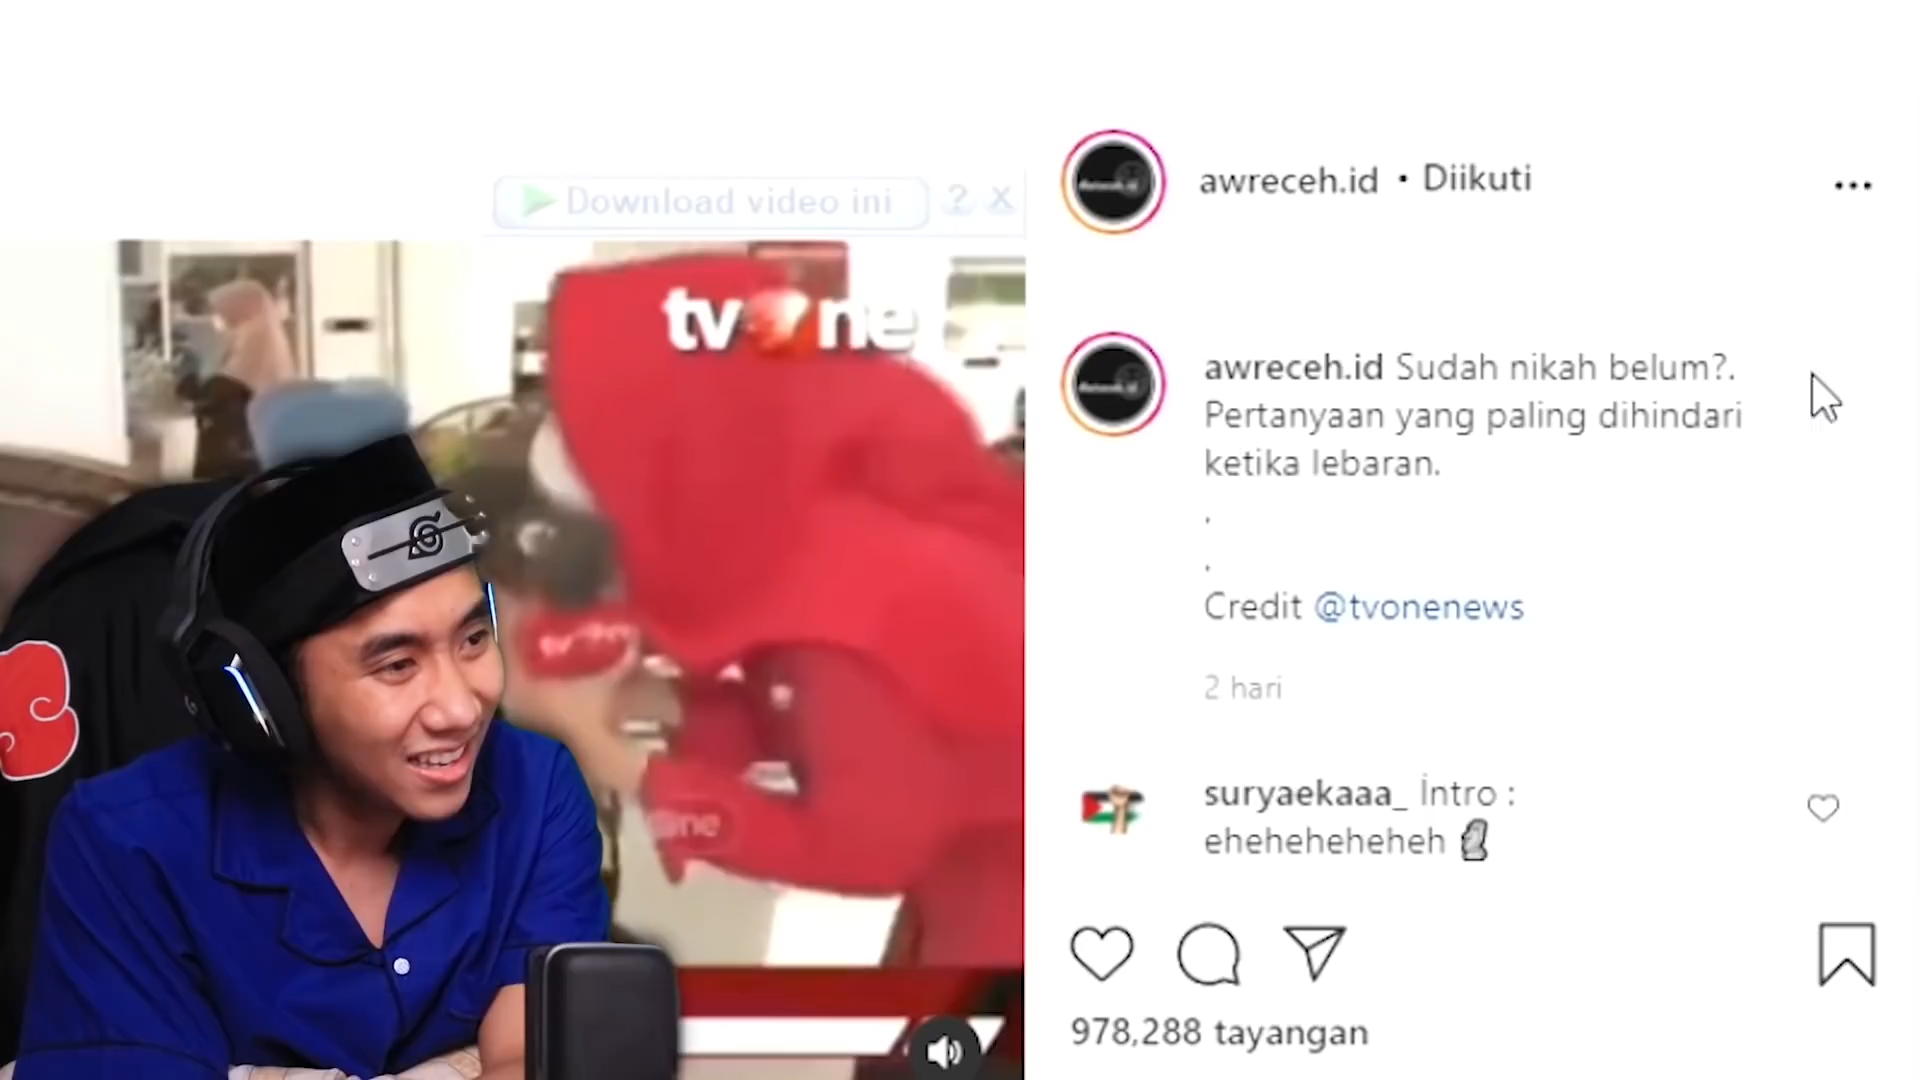 awreceh.id • Diikuti
Download video ini ? X
tvOne
awreceh.id Sudah nikah belum?.
Pertanyaan yang paling dihindari
ketika lebaran.
.
.
Credit @tvonenews
2 hari
suryaekaaa_ İntro :
eheheheheheh 🗿
978,288 tayangan